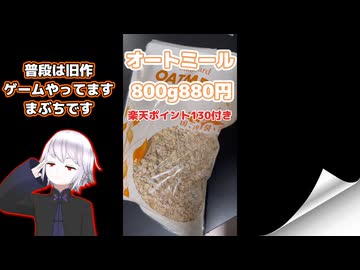 普段は旧作
ゲームやってます
まぶちです
オートミール
OATM
800g880円
楽天ポイント130付き